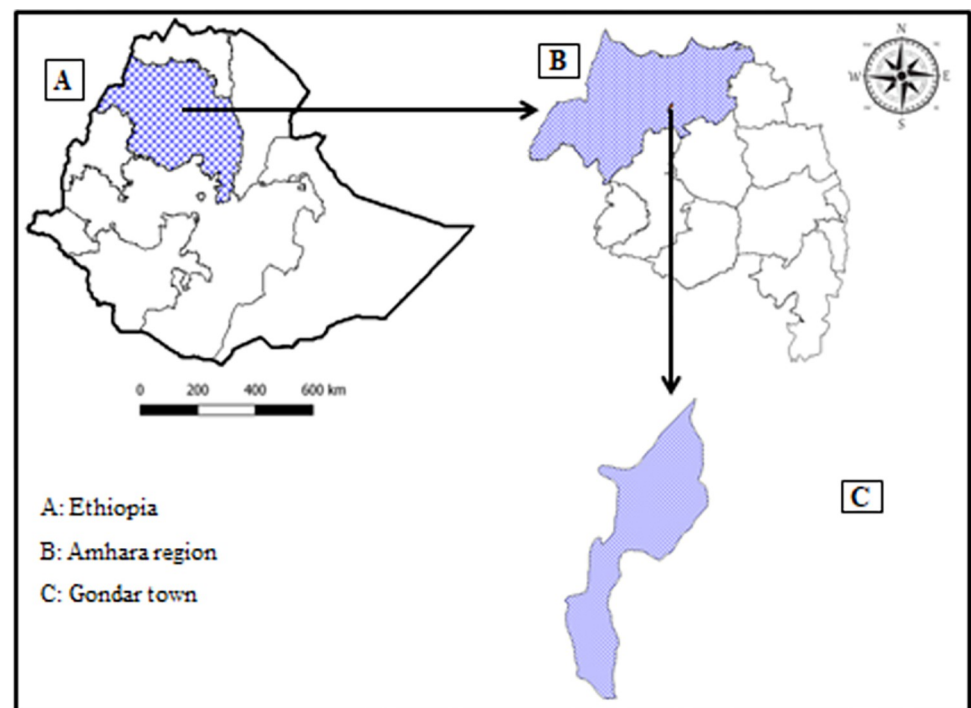 A
B
N
W E
S
0 200 400 600 km
A: Ethiopia
B: Amhara region
C: Gondar town
C